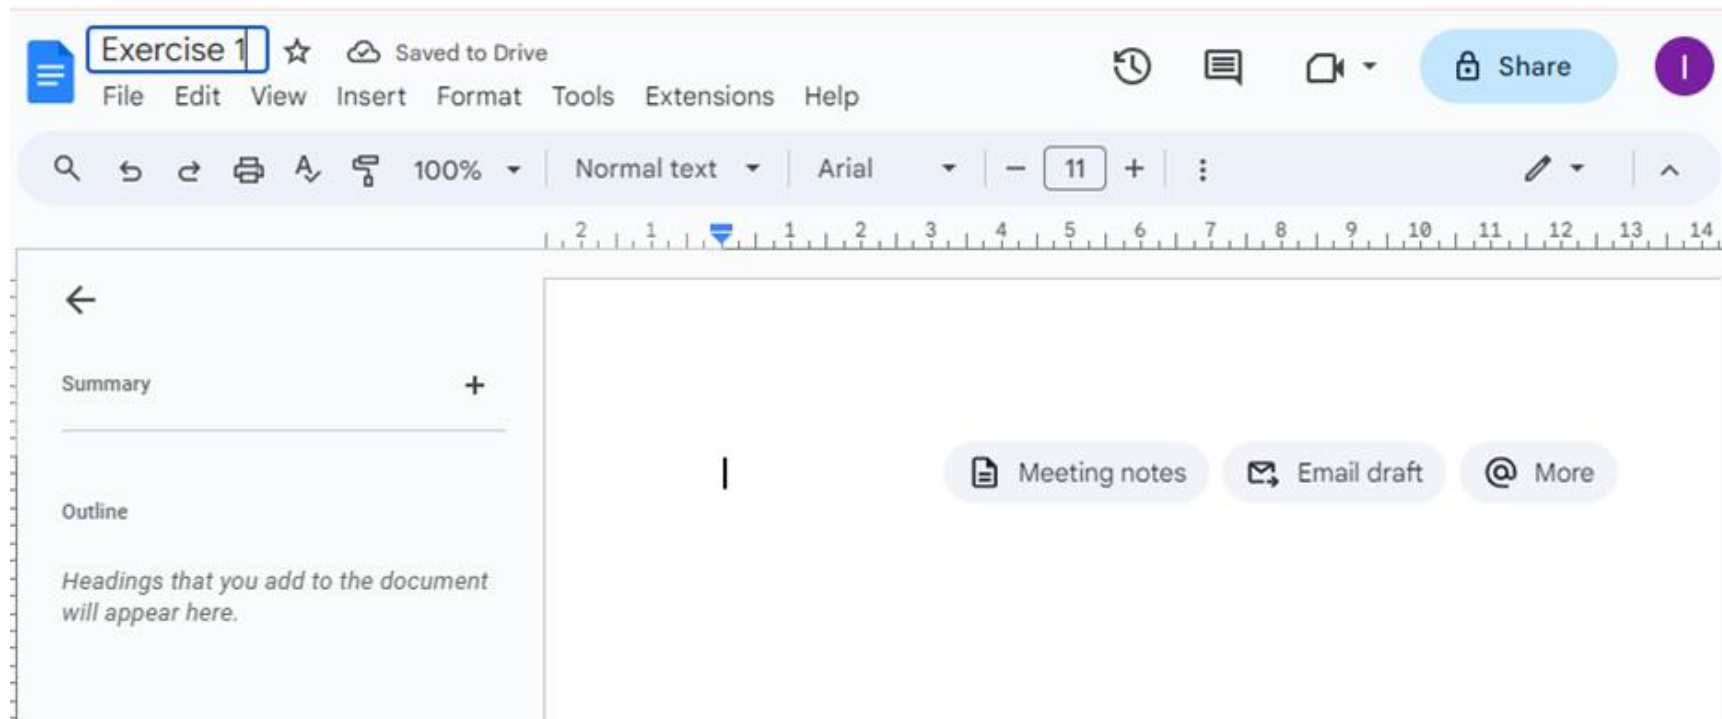 Exercise 1
Saved to Drive
File Edit View Insert Format Tools Extensions Help
Share
I
100% Normal text Arial 11
2 1 1 2 3 4 5 6 7 8 9 10 11 12 13 14
Summary
Meeting notes Email draft More
Outline
Headings that you add to the document
will appear here.